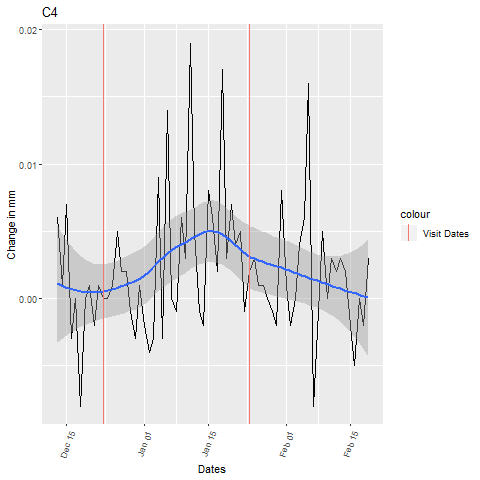 C4
0.02
0.01
0.00
Change in mm
Dec 15
Jan 01
Jan 15
Feb 01
Feb 15
Dates
colour
Visit Dates